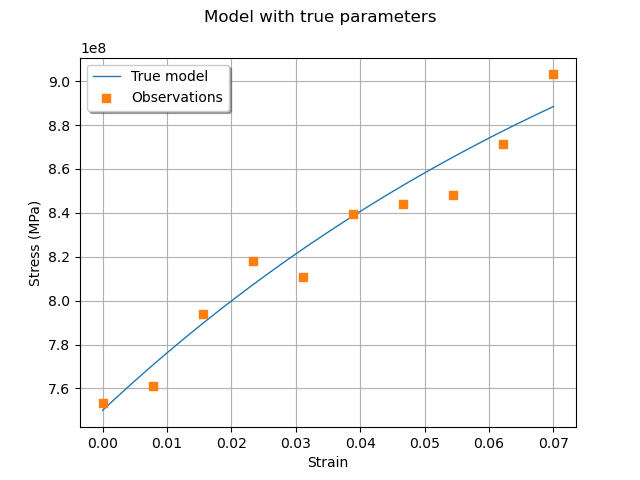 Model with true parameters
1e8
True model
Observations
9.0
8.8
8.6
8.4
8.2
8.0
7.8
7.6
Stress (MPa)
0.00 0.01 0.02 0.03 0.04 0.05 0.06 0.07
Strain